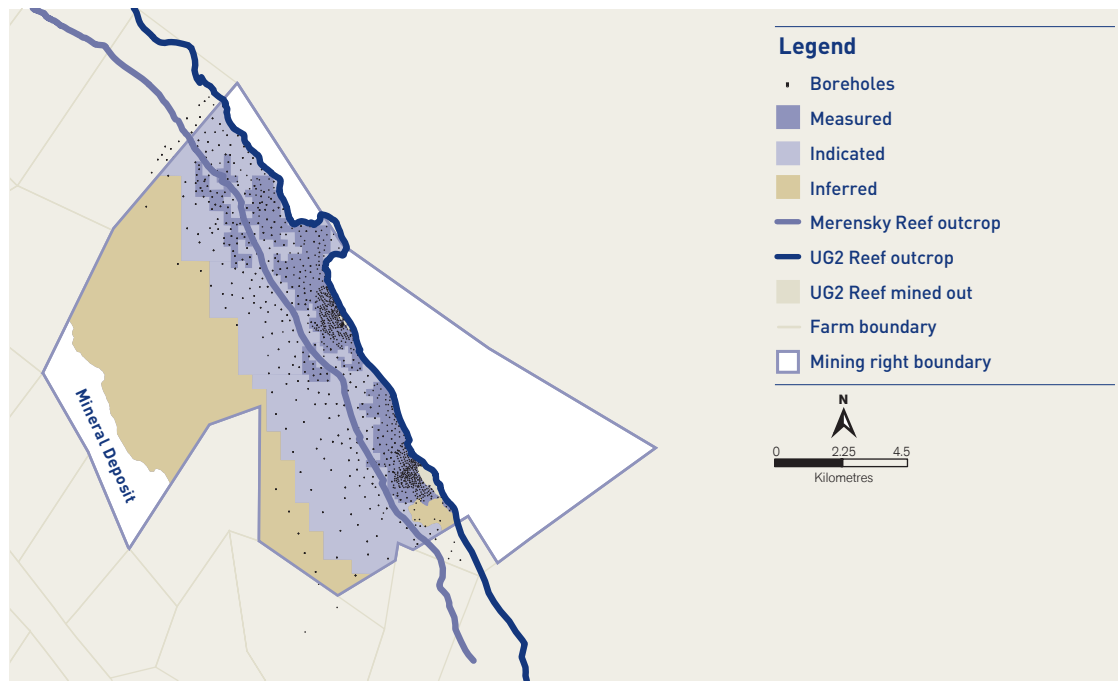 Legend
Boreholes
Measured
Indicated
Inferred
Merensky Reef outcrop
UG2 Reef outcrop
UG2 Reef mined out
Farm boundary
Mining right boundary
N
0 2.25 4.5
Kilometres
Mineral Deposit